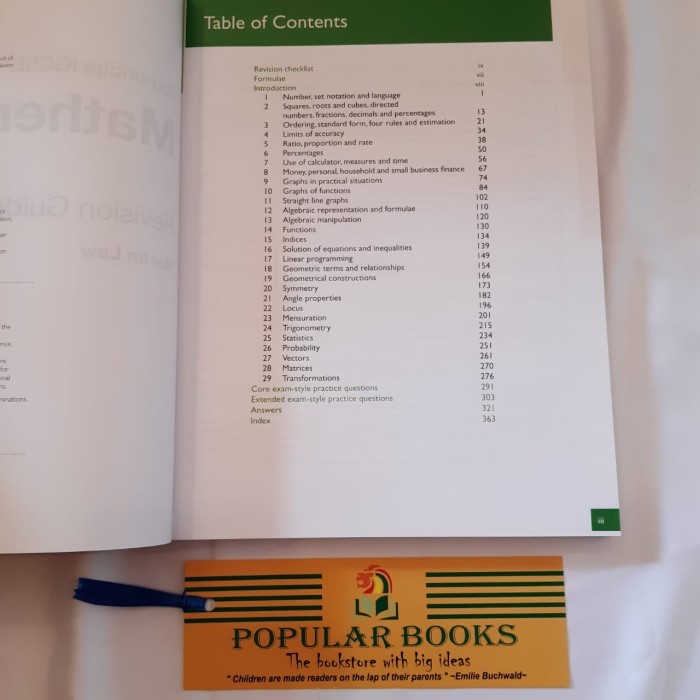 Table of Contents
Revision checklist iv
Formulae vii
Introduction viii
1 Number, set notation and language 1
2 Squares, roots and cubes, directed
numbers, fractions, decimals and percentages 13
3 Ordering, standard form, four rules and estimation 21
4 Limits of accuracy 34
5 Ratio, proportion and rate 38
6 Percentages 50
7 Use of calculator, measures and time 56
8 Money, personal, household and small business finance 67
9 Graphs in practical situations 74
10 Graphs of functions 84
11 Straight line graphs 102
12 Algebraic representation and formulae 110
13 Algebraic manipulation 120
14 Functions 130
15 Indices 134
16 Solution of equations and inequalities 139
17 Linear programming 149
18 Geometric terms and relationships 154
19 Geometrical constructions 166
20 Symmetry 173
21 Angle properties 182
22 Locus 196
23 Mensuration 201
24 Trigonometry 215
25 Statistics 234
26 Probability 251
27 Vectors 261
28 Matrices 270
29 Transformations 276
Core exam-style practice questions 291
Extended exam-style practice questions 303
Answers 321
Index 363
iii
POPULAR BOOKS
The bookstore with big ideas
"Children are made readers on the lap of their parents" ~Emilie Buchwald~